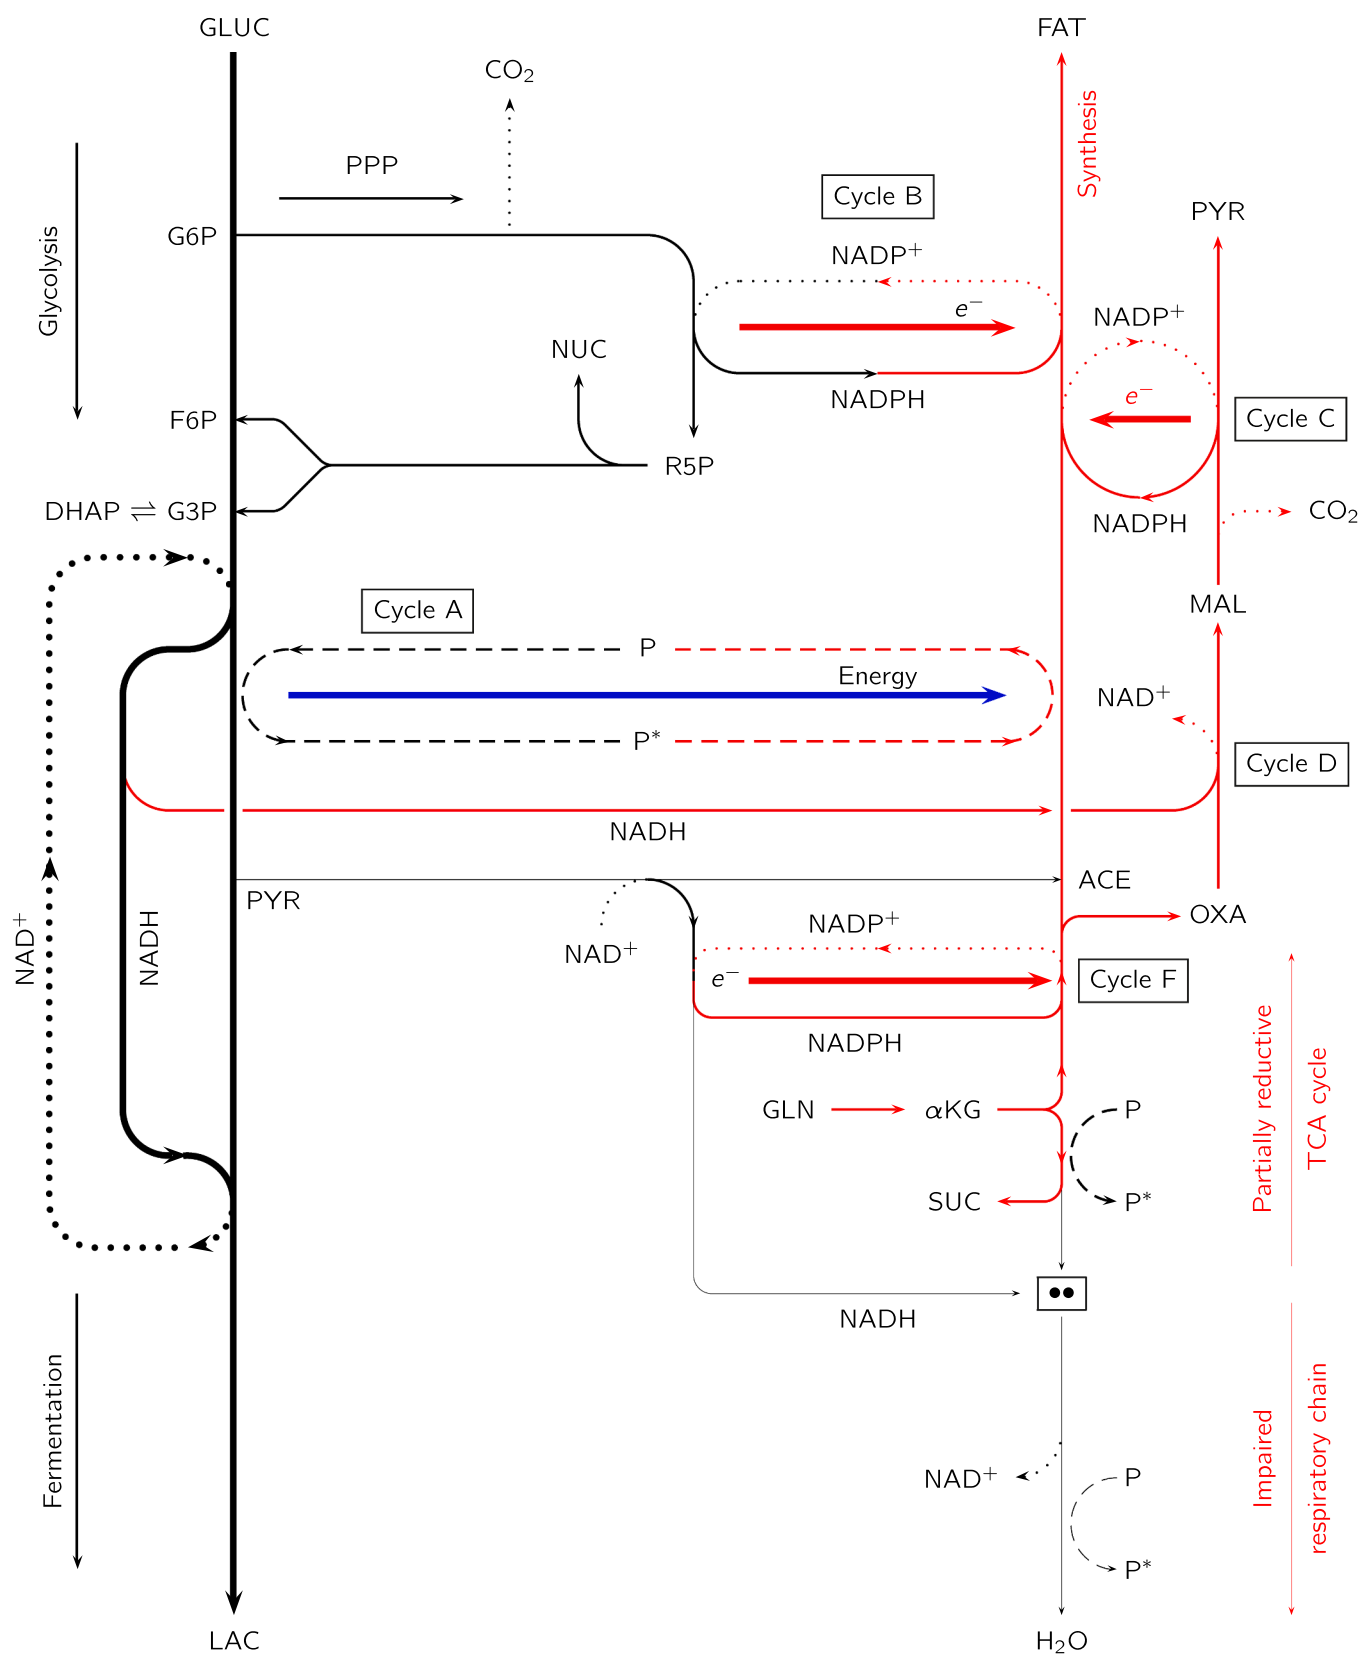 GLUC
FAT
CO₂
Synthesis
PPP
Cycle B
PYR
G6P
Glycolysis
NADP⁺
e⁻
NADP⁺
NUC
e⁻
NADPH
F6P
Cycle C
R5P
DHAP ⇌ G3P
NADPH
CO₂
Cycle A
MAL
P
Energy
NAD⁺
P*
Cycle D
NADH
PYR
ACE
OXA
NAD⁺
NADH
NAD⁺
NADP⁺
e⁻
Cycle F
NADPH
GLN
αKG
P
Partially reductive
TCA cycle
SUC
P*
••
NADH
Fermentation
Impaired
respiratory chain
NAD⁺
P
P*
LAC
H₂O